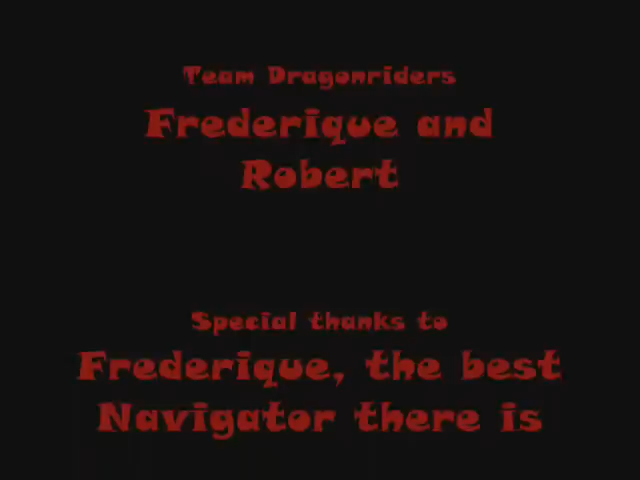 Team Dragonriders
Frederique and
Robert
Special thanks to
Frederique, the best
Navigator there is